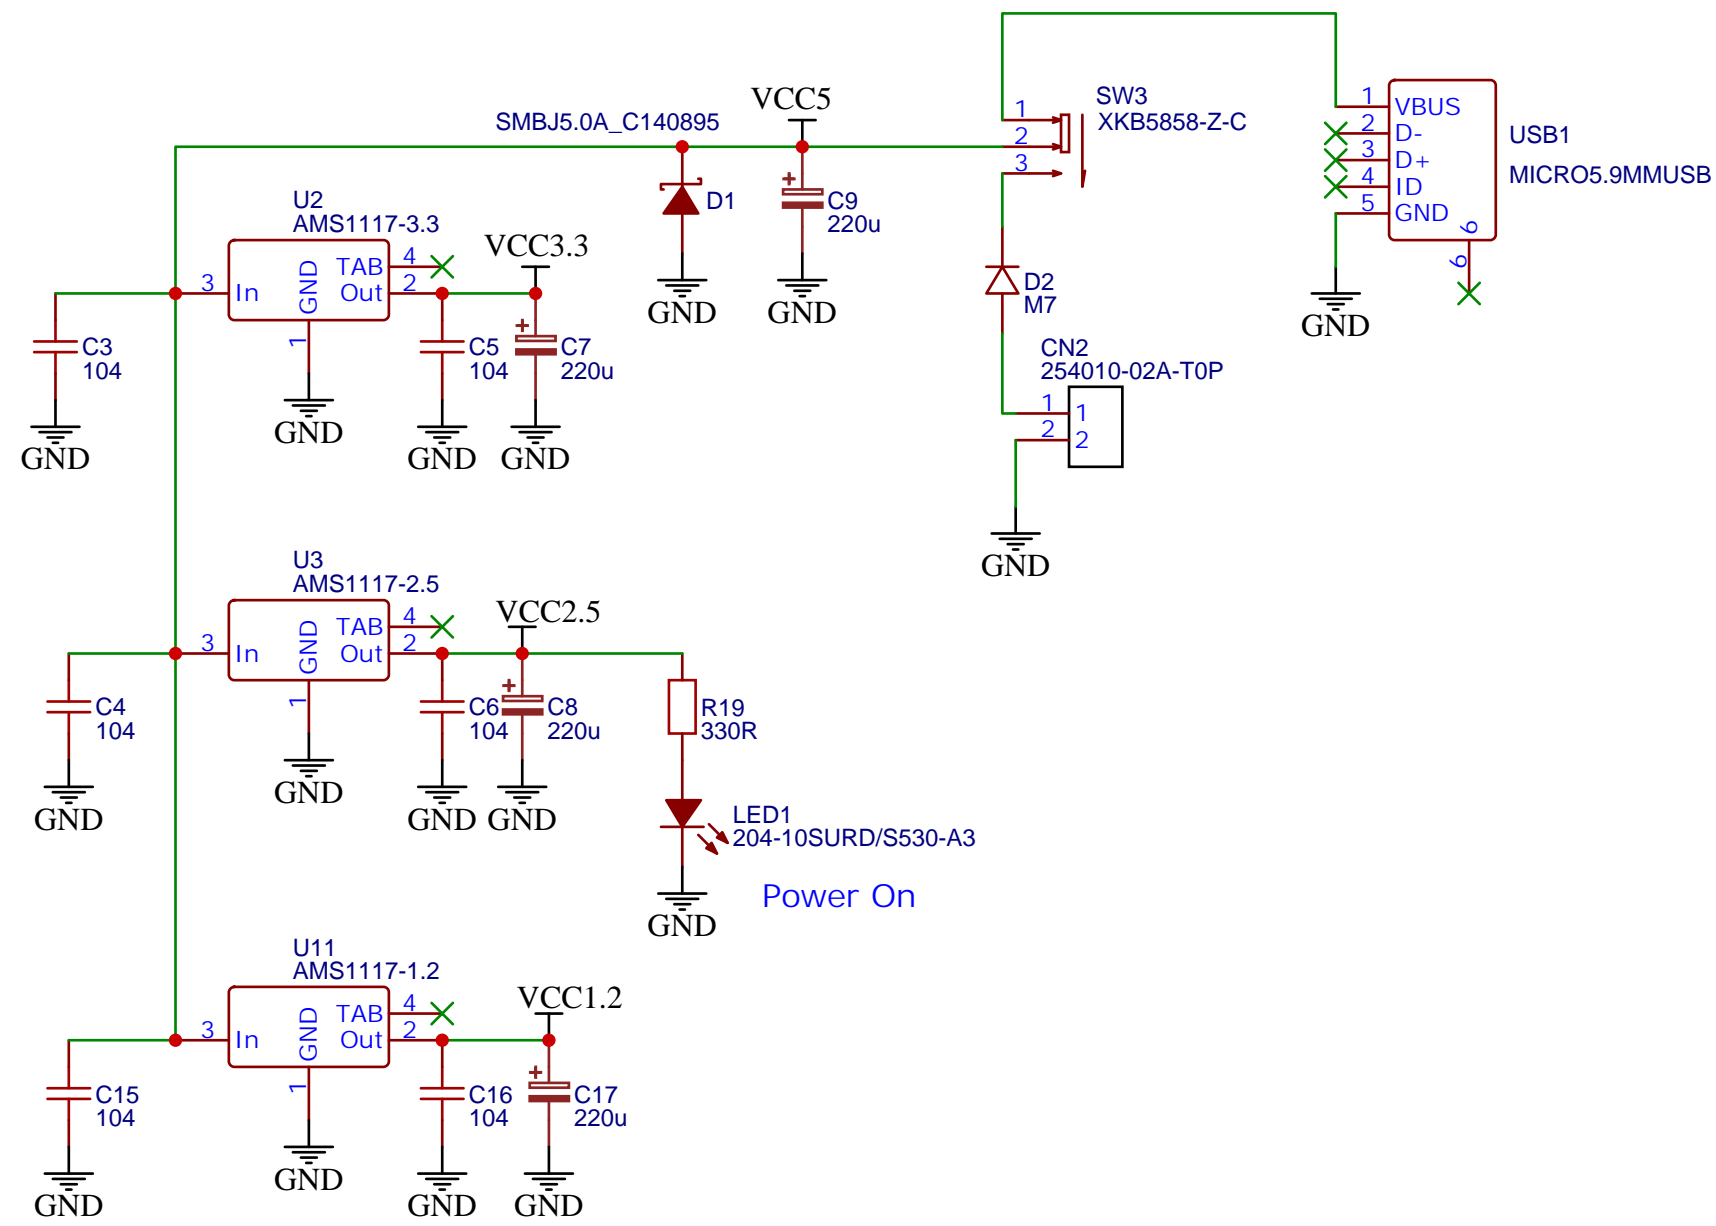 VCC5
SMBJ5.0A_C140895
D1
C9
220u
GND
GND
SW3
XKB5858-Z-C
1
2
3
D2
M7
CN2
254010-02A-T0P
1
2
1
2
GND
1
2
3
4
5
VBUS
D-
D+
ID
GND
6
6
USB1
MICRO5.9MMUSB
GND
U2
AMS1117-3.3
3
In
GND
TAB
Out
4
2
1
GND
VCC3.3
C3
104
GND
C5
104
GND
C7
220u
GND
U3
AMS1117-2.5
3
In
GND
TAB
Out
4
2
1
GND
VCC2.5
C4
104
GND
C6
104
GND
C8
220u
GND
R19
330R
LED1
204-10SURD/S530-A3
Power On
GND
U11
AMS1117-1.2
3
In
GND
TAB
Out
4
2
1
GND
VCC1.2
C15
104
GND
C16
104
GND
C17
220u
GND